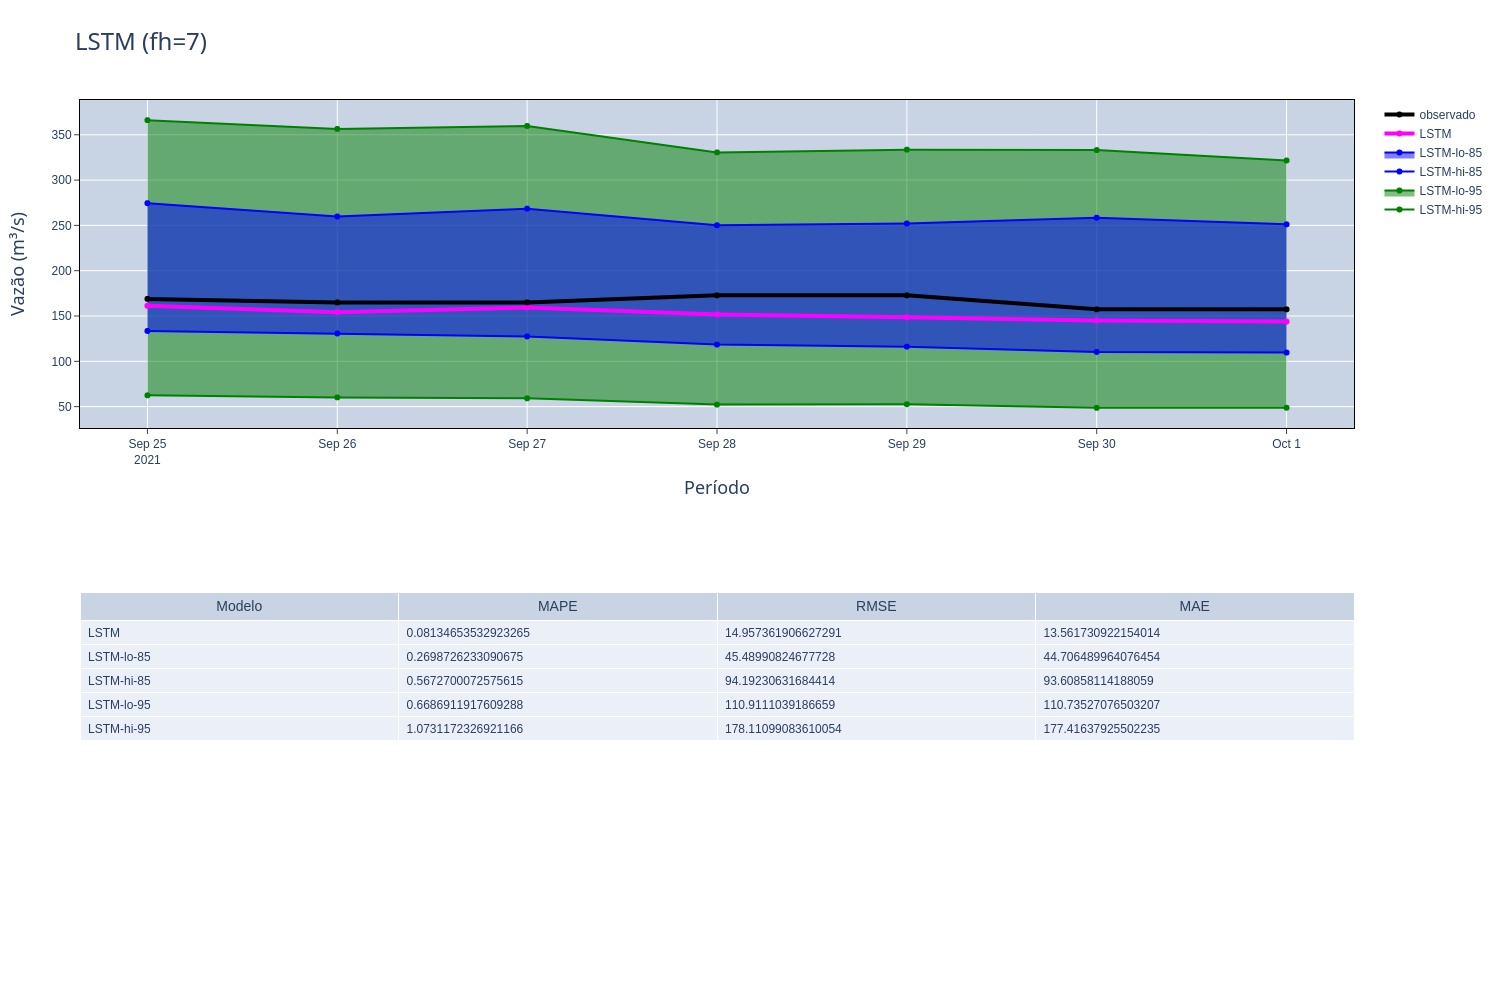 LSTM (fh=7)
observado
LSTM
LSTM-lo-85
LSTM-hi-85
LSTM-lo-95
LSTM-hi-95
Vazão (m³/s)
350
300
250
200
150
100
50
Sep 25 Sep 26 Sep 27 Sep 28 Sep 29 Sep 30 Oct 1
2021
Período
Modelo MAPE RMSE MAE
LSTM 0.08134653532923265 14.957361906627291 13.561730922154014
LSTM-lo-85 0.2698726233090675 45.48990824677728 44.706489964076454
LSTM-hi-85 0.5672700072575615 94.19230631684414 93.60858114188059
LSTM-lo-95 0.6686911917609288 110.9111039186659 110.73527076503207
LSTM-hi-95 1.0731172326921166 178.11099083610054 177.41637925502235